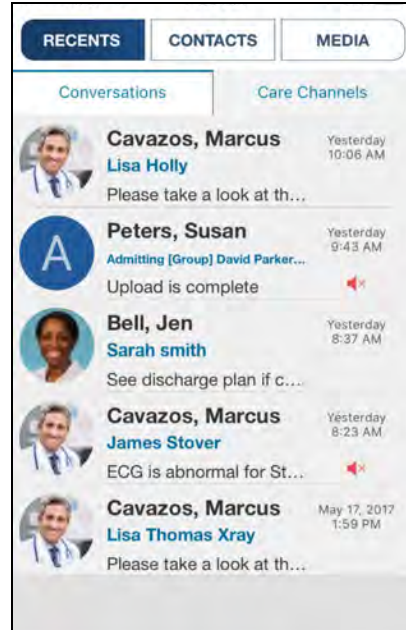 RECENTS CONTACTS MEDIA
Conversations Care Channels
Cavazos, Marcus Yesterday
Lisa Holly 10:06 AM
Please take a look at th...
A
Peters, Susan Yesterday
Admitting [Group] David Parker... 9:43 AM
Upload is complete
Bell, Jen Yesterday
Sarah smith 8:37 AM
See discharge plan if c...
Cavazos, Marcus Yesterday
James Stover 8:23 AM
ECG is abnormal for St...
Cavazos, Marcus May 17, 2017
Lisa Thomas Xray 1:59 PM
Please take a look at th...